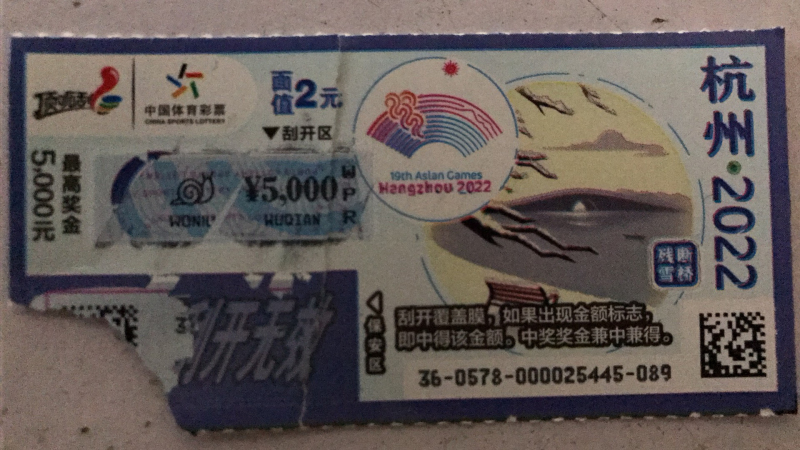 顶呱刮
中国体育彩票
CHINA SPORTS LOTTERY
面值2元
▼刮开区
最高奖金
5,000元
¥5,000
WUQIAN
WPR
19th Asian Games
Hangzhou 2022
杭州·2022
断桥
残雪
保安区
刮开无效
刮开覆盖膜,如果出现金额标志,
即中得该金额。中奖奖金兼中兼得。
36-0578-000025445-089